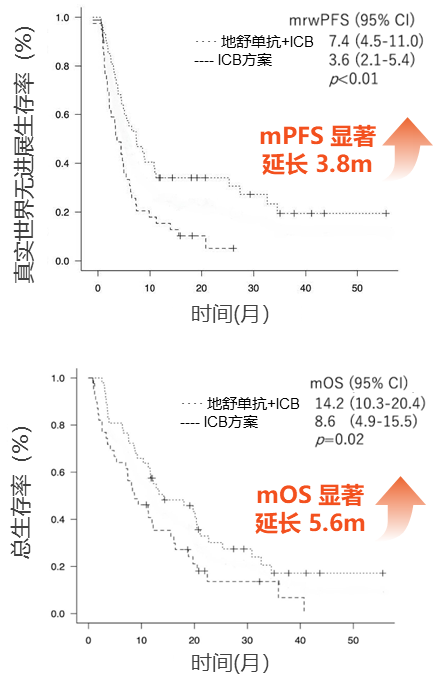 真实世界无进展生存率 (%)
mrwPFS (95% CI)
地舒单抗+ICB 7.4 (4.5-11.0)
ICB方案 3.6 (2.1-5.4)
p<0.01
mPFS 显著
延长 3.8m
1.0
0.8
0.6
0.4
0.2
0.0
0 10 20 30 40 50
时间(月)
总生存率 (%)
mOS (95% CI)
地舒单抗+ICB 14.2 (10.3-20.4)
ICB方案 8.6 (4.9-15.5)
p=0.02
mOS 显著
延长 5.6m
1.0
0.8
0.6
0.4
0.2
0.0
0 10 20 30 40 50
时间(月)